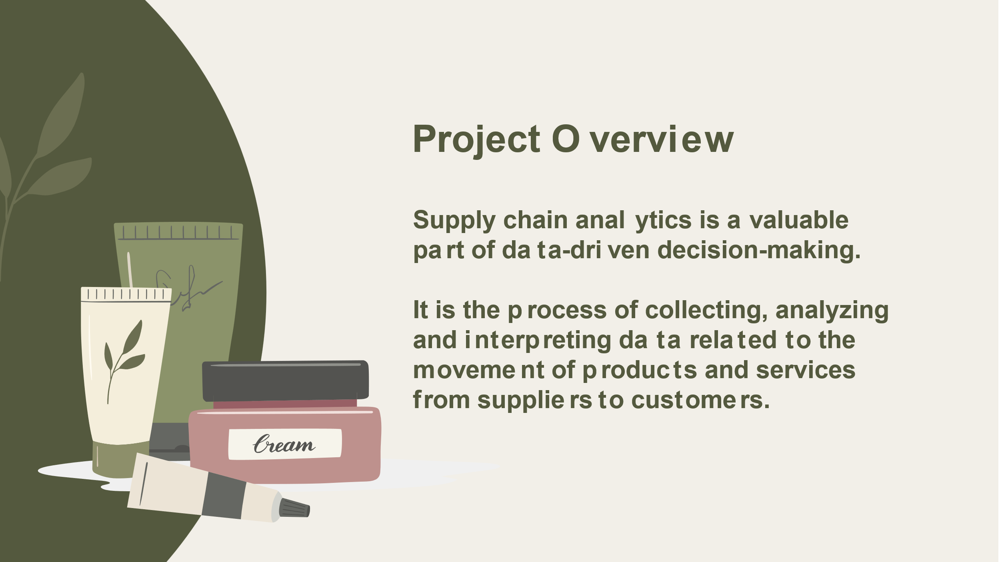 Project Overview
Supply chain analytics is a valuable
part of data-driven decision-making.
It is the process of collecting, analyzing
and interpreting data related to the
movement of products and services
from suppliers to customers.
Cream